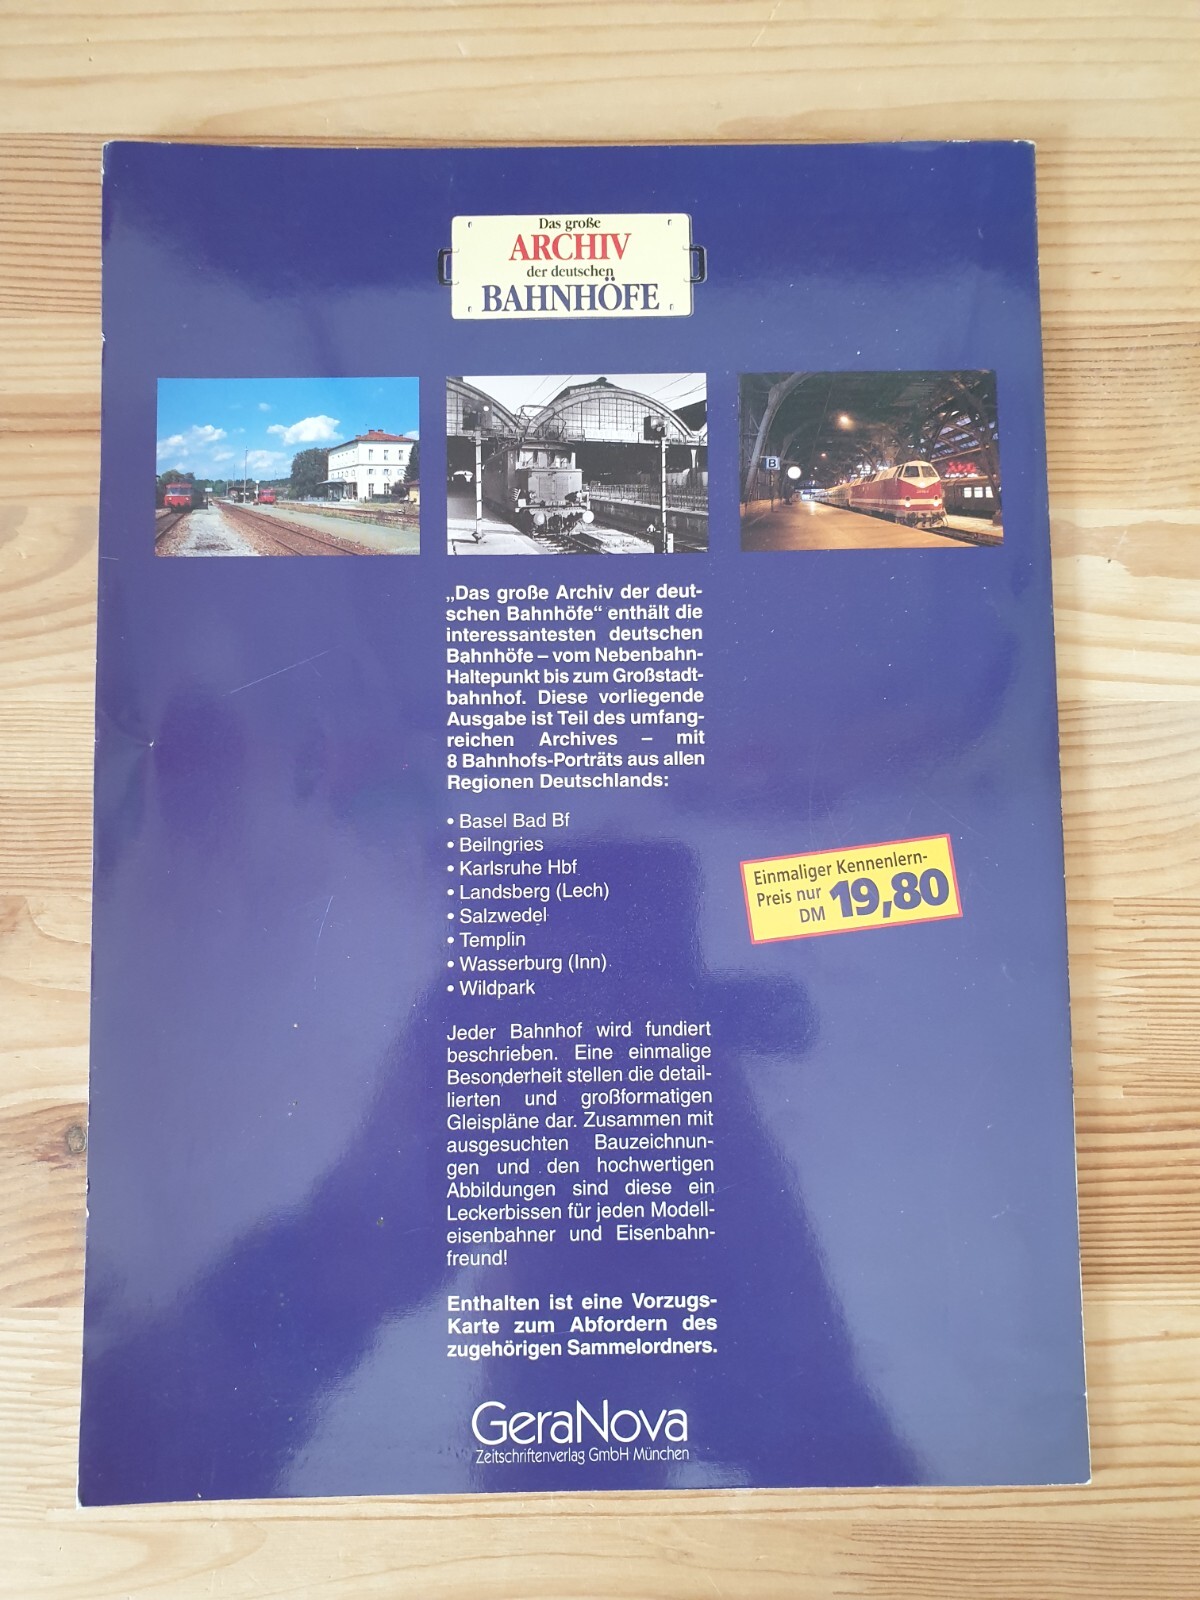 Das große
ARCHIV
der deutschen
BAHNHÖFE
B
„Das große Archiv der deut-
schen Bahnhöfe“ enthält die
interessantesten deutschen
Bahnhöfe – vom Nebenbahn-
Haltepunkt bis zum Großstadt-
bahnhof. Diese vorliegende
Ausgabe ist Teil des umfang-
reichen Archives – mit
8 Bahnhofs-Porträts aus allen
Regionen Deutschlands:
• Basel Bad Bf
• Beilngries
• Karlsruhe Hbf
• Landsberg (Lech)
• Salzwedel
• Templin
• Wasserburg (Inn)
• Wildpark
Einmaliger Kennenlern-
Preis nur
DM 19,80
Jeder Bahnhof wird fundiert
beschrieben. Eine einmalige
Besonderheit stellen die detail-
lierten und großformatigen
Gleispläne dar. Zusammen mit
ausgesuchten Bauzeichnun-
gen und den hochwertigen
Abbildungen sind diese ein
Leckerbissen für jeden Modell-
eisenbahner und Eisenbahn-
freund!
Enthalten ist eine Vorzugs-
Karte zum Abfordern des
zugehörigen Sammelordners.
GeraNova
Zeitschriftenverlag GmbH München